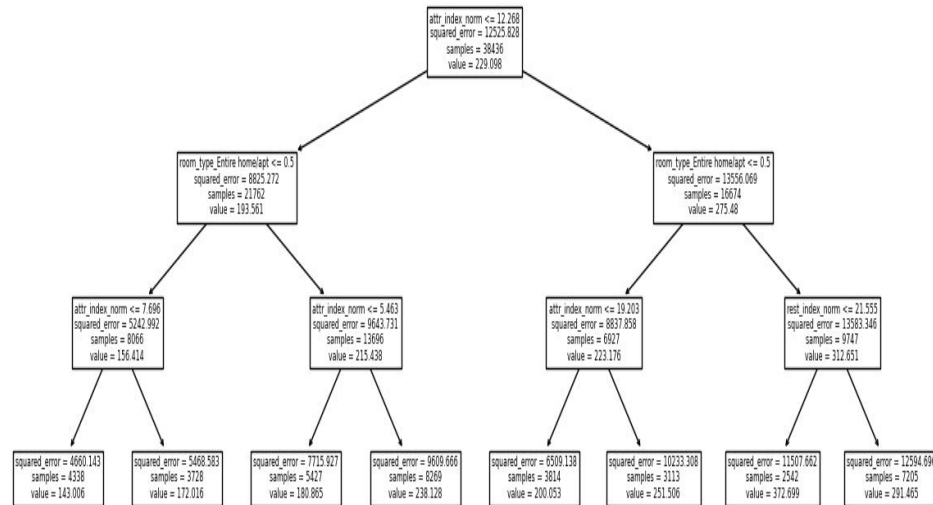 attr_index_norm <= 12.268
squared_error = 12525.828
samples = 38436
value = 229.098
room_type_Entire home/apt <= 0.5
squared_error = 8825.272
samples = 21762
value = 193.561
room_type_Entire home/apt <= 0.5
squared_error = 13556.069
samples = 16674
value = 275.48
attr_index_norm <= 7.696
squared_error = 5242.992
samples = 8066
value = 156.414
attr_index_norm <= 5.463
squared_error = 9643.731
samples = 13696
value = 215.438
attr_index_norm <= 19.203
squared_error = 8837.858
samples = 6927
value = 223.176
rest_index_norm <= 21.555
squared_error = 13583.346
samples = 9747
value = 312.651
squared_error = 4660.143
samples = 4338
value = 143.006
squared_error = 5468.583
samples = 3728
value = 172.016
squared_error = 7715.927
samples = 5427
value = 180.865
squared_error = 9609.666
samples = 8269
value = 238.128
squared_error = 6509.138
samples = 3814
value = 200.053
squared_error = 10233.308
samples = 3113
value = 251.506
squared_error = 11507.662
samples = 2542
value = 372.699
squared_error = 12594.696
samples = 7205
value = 291.465